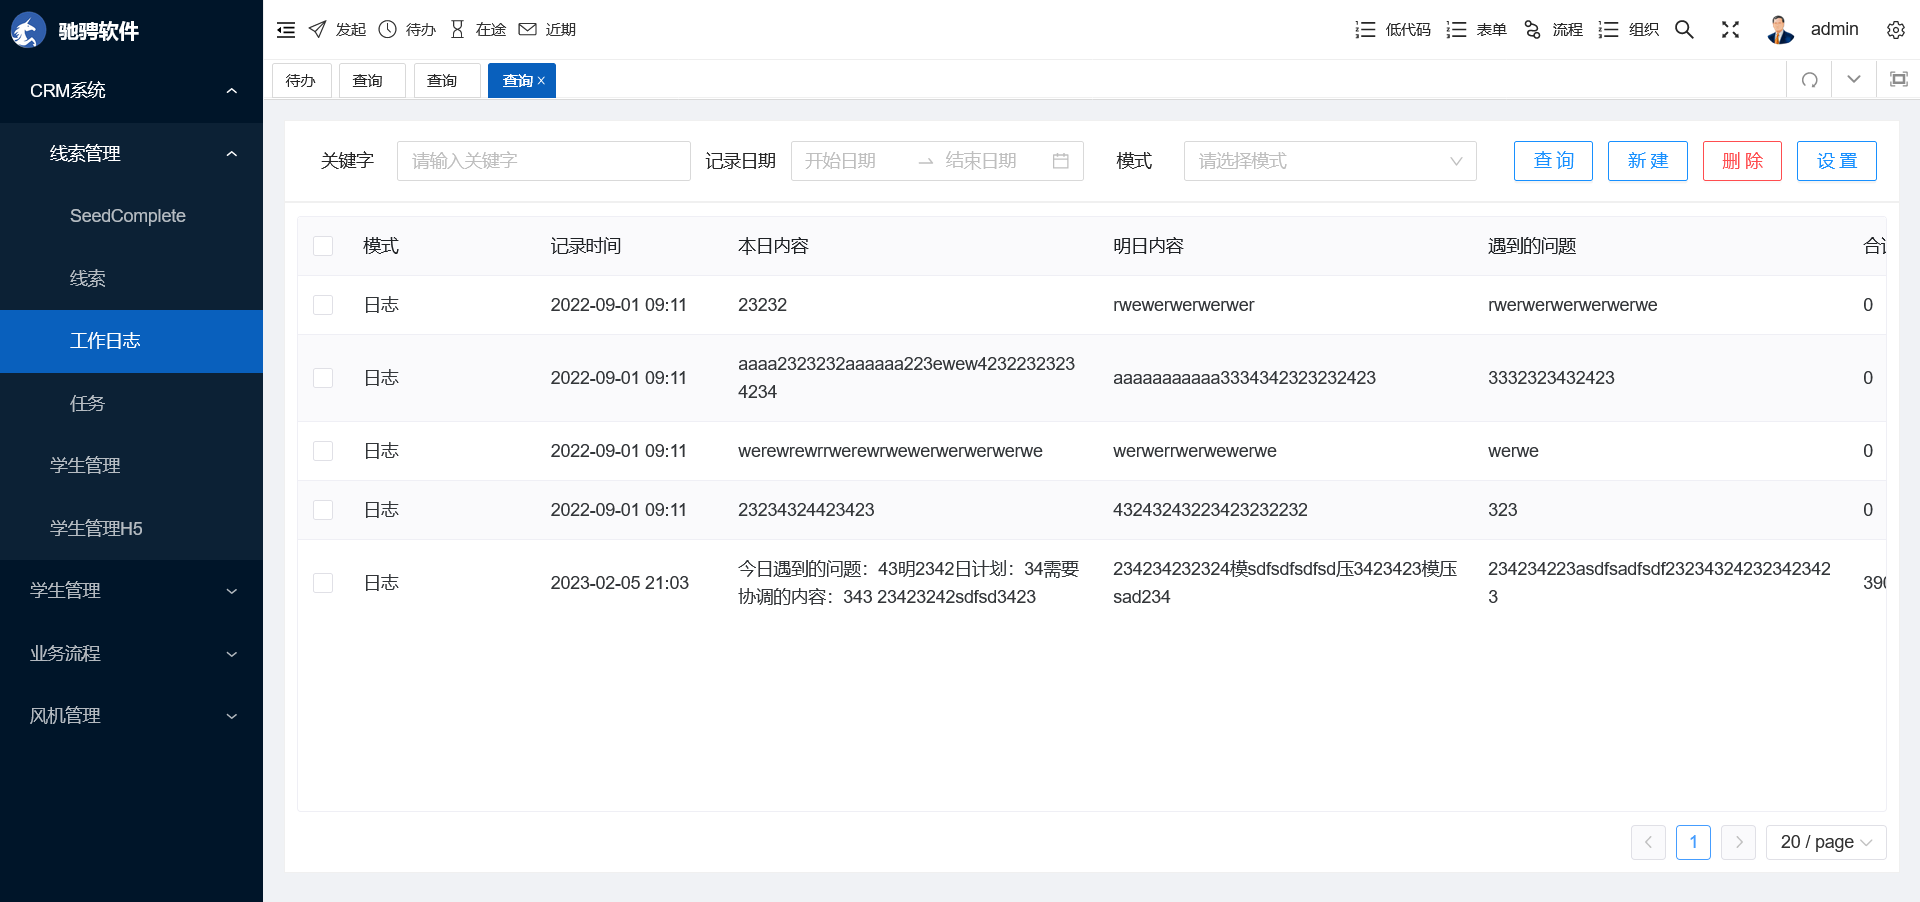 驰骋软件
发起 待办 在途 近期
低代码 表单 流程 组织 admin
待办 查询 查询 查询 ×
CRM系统
线索管理
SeedComplete
线索
工作日志
任务
学生管理
学生管理H5
学生管理
业务流程
风机管理
关键字 请输入关键字 记录日期 开始日期 结束日期 模式 请选择模式 查 询 新 建 删 除 设 置
模式 记录时间 本日内容 明日内容 遇到的问题 合
日志 2022-09-01 09:11 23232 rwewerwerwerwer rwerwerwerwerwerwe 0
日志 2022-09-01 09:11 aaaa2323232aaaaaa223ewew4232232323 aaaaaaaaaaa3334342323232423 3332323432423 0
4234
日志 2022-09-01 09:11 werewrewrrwerewrwewerwerwerwerwe werwerrwerwewerwe werwe 0
日志 2022-09-01 09:11 23234324423423 43243243223423232232 323 0
日志 2023-02-05 21:03 今日遇到的问题：43明2342日计划：34需要 234234232324模sdfsdfsdfsd压3423423模压 234234223asdfsadfsdf23234324232342342 390
协调的内容：343 23423242sdfsd3423 sad234 3
1 20 / page